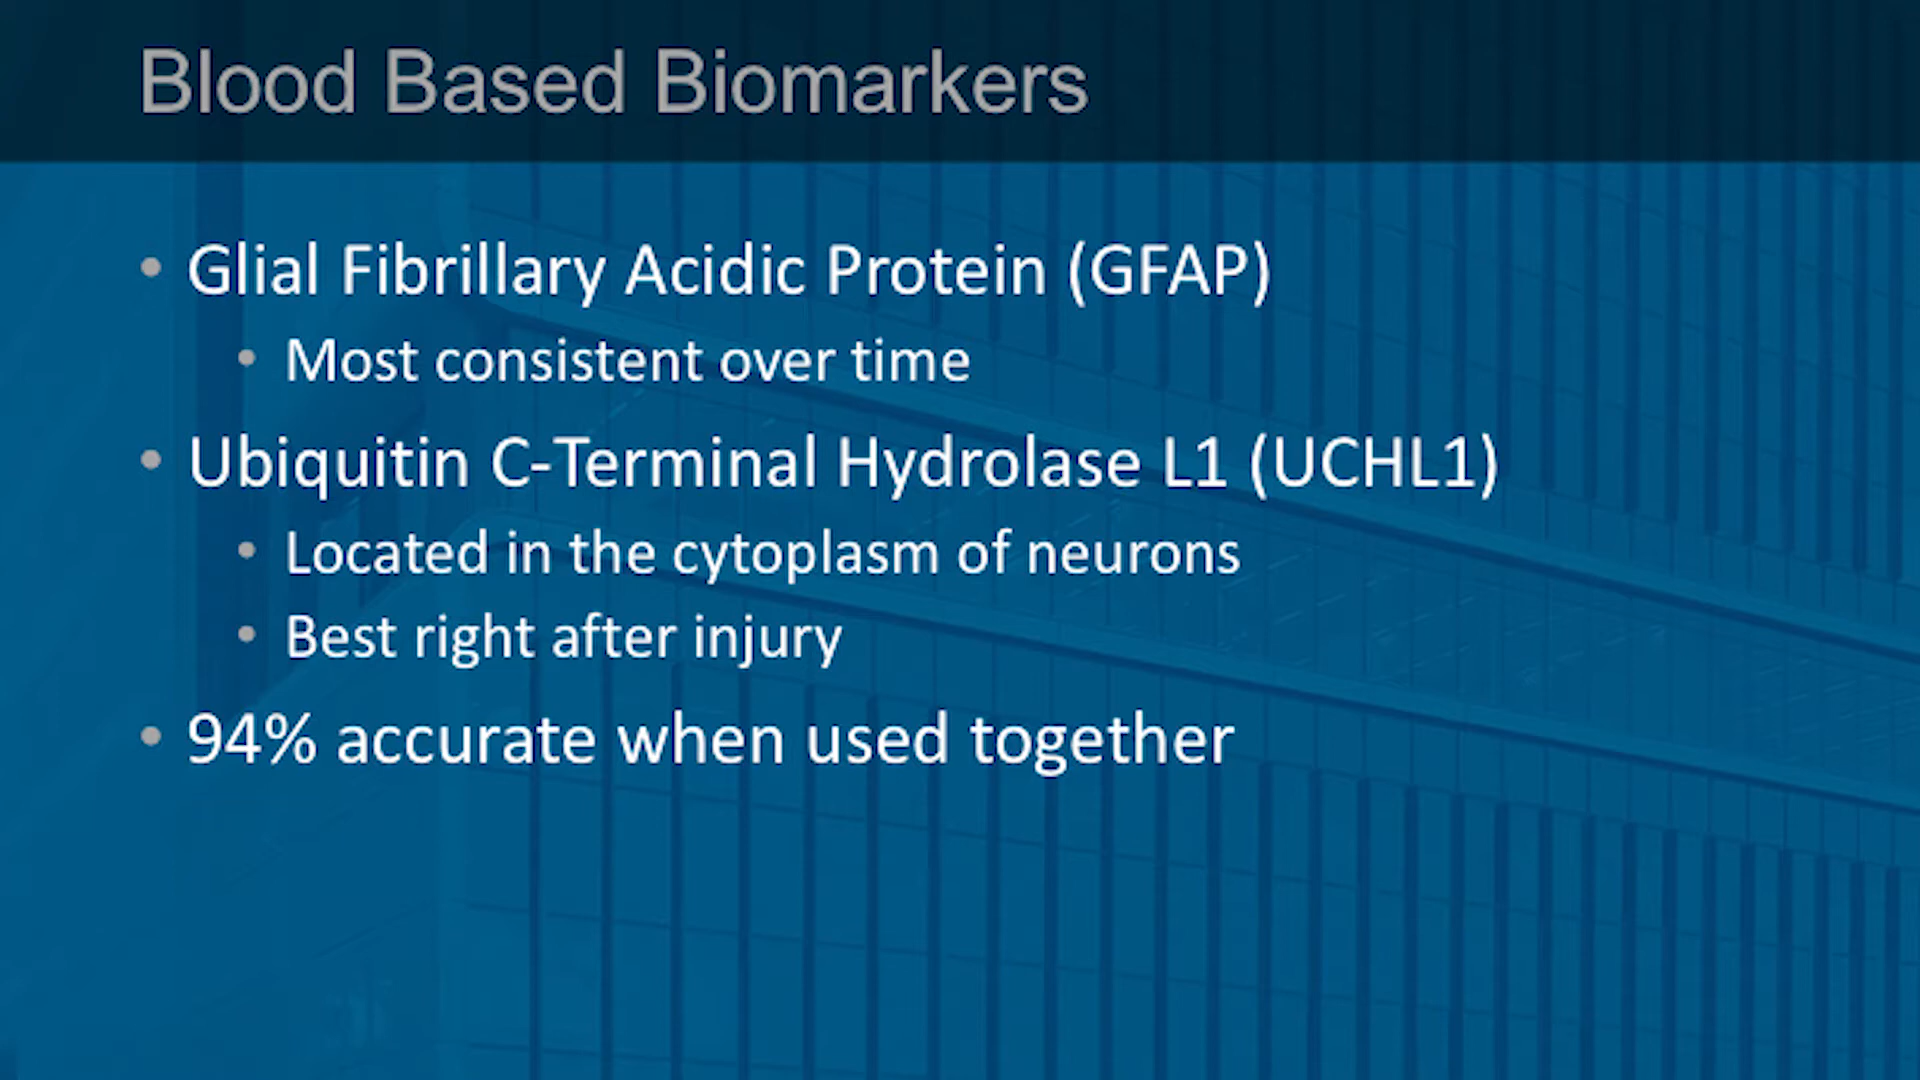 Blood Based Biomarkers
• Glial Fibrillary Acidic Protein (GFAP)
• Most consistent over time
• Ubiquitin C-Terminal Hydrolase L1 (UCHL1)
• Located in the cytoplasm of neurons
• Best right after injury
• 94% accurate when used together